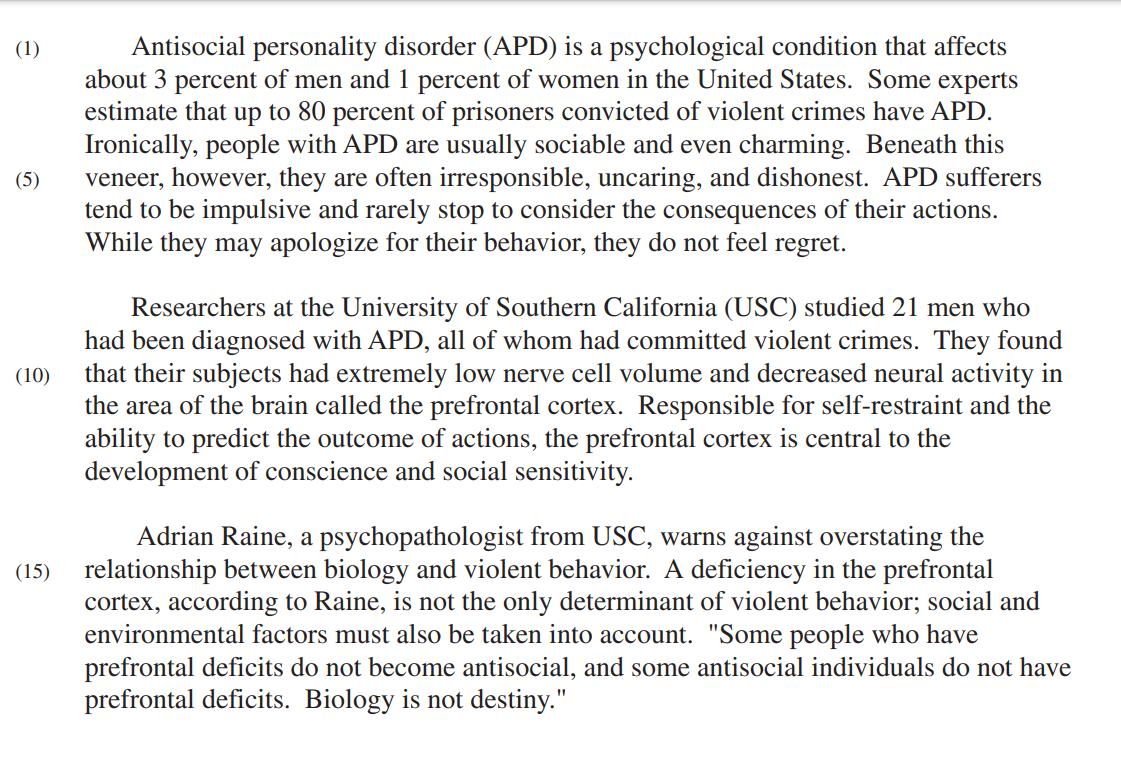 (1) Antisocial personality disorder (APD) is a psychological condition that affects
about 3 percent of men and 1 percent of women in the United States.  Some experts
estimate that up to 80 percent of prisoners convicted of violent crimes have APD.
Ironically, people with APD are usually sociable and even charming.  Beneath this
(5) veneer, however, they are often irresponsible, uncaring, and dishonest.  APD sufferers
tend to be impulsive and rarely stop to consider the consequences of their actions.
While they may apologize for their behavior, they do not feel regret.
Researchers at the University of Southern California (USC) studied 21 men who
had been diagnosed with APD, all of whom had committed violent crimes.  They found
(10) that their subjects had extremely low nerve cell volume and decreased neural activity in
the area of the brain called the prefrontal cortex.  Responsible for self-restraint and the
ability to predict the outcome of actions, the prefrontal cortex is central to the
development of conscience and social sensitivity.
Adrian Raine, a psychopathologist from USC, warns against overstating the
(15) relationship between biology and violent behavior.  A deficiency in the prefrontal
cortex, according to Raine, is not the only determinant of violent behavior; social and
environmental factors must also be taken into account.  "Some people who have
prefrontal deficits do not become antisocial, and some antisocial individuals do not have
prefrontal deficits.  Biology is not destiny."